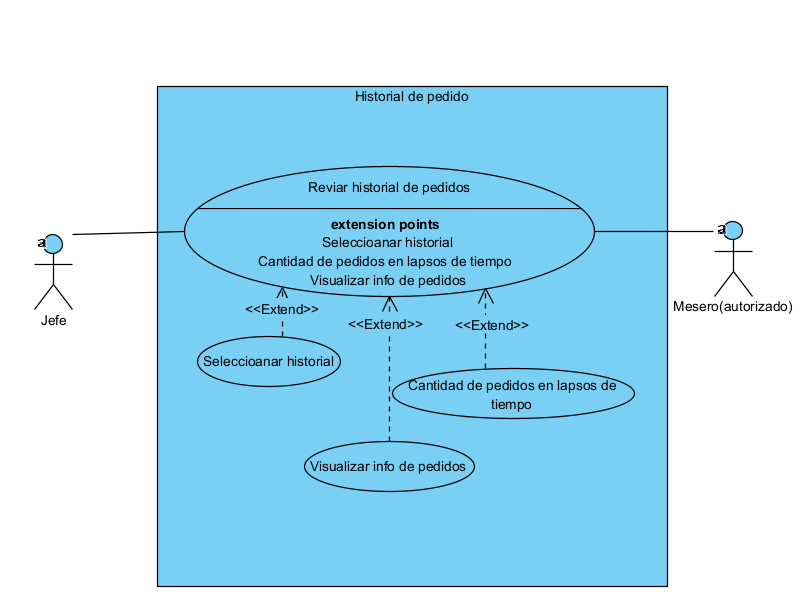 Historial de pedido
Reviar historial de pedidos
extension points
Seleccioanar historial
Cantidad de pedidos en lapsos de tiempo
Visualizar info de pedidos
a
Jefe
a
Mesero(autorizado)
<<Extend>>
<<Extend>>
<<Extend>>
Seleccioanar historial
Cantidad de pedidos en lapsos de
tiempo
Visualizar info de pedidos